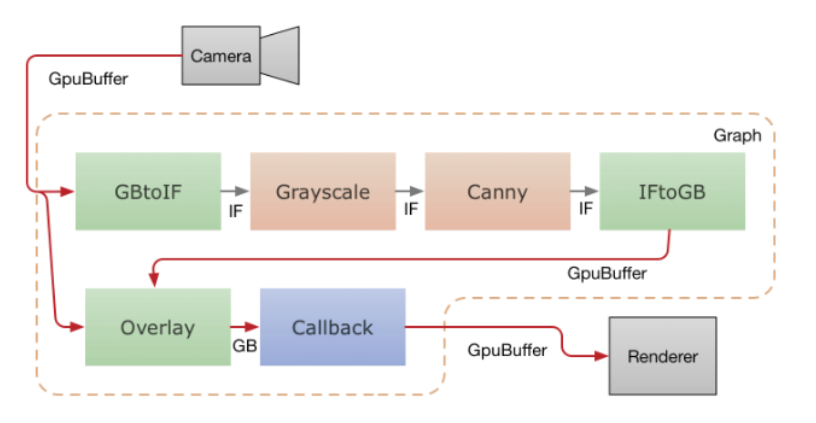 Camera
GpuBuffer
Graph
GBtoIF
IF
Grayscale
IF
Canny
IF
IFtoGB
GpuBuffer
Overlay
GB
Callback
GpuBuffer
Renderer